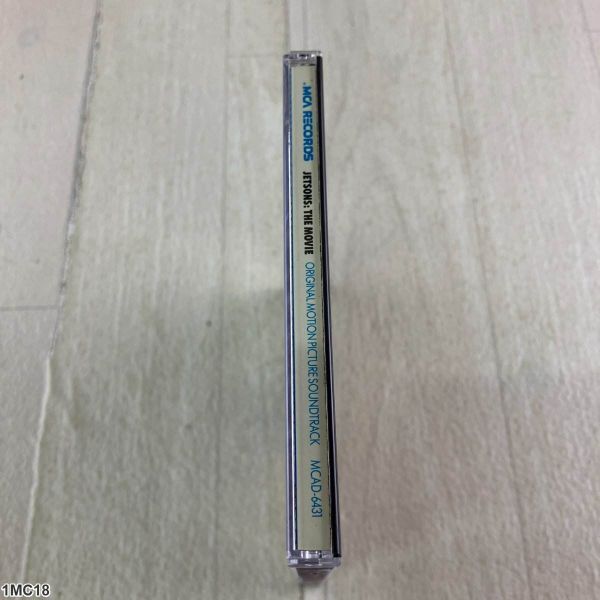 MCA RECORDS JETSONS: THE MOVIE ORIGINAL MOTION PICTURE SOUNDTRACK MCAD-6431
1MC18